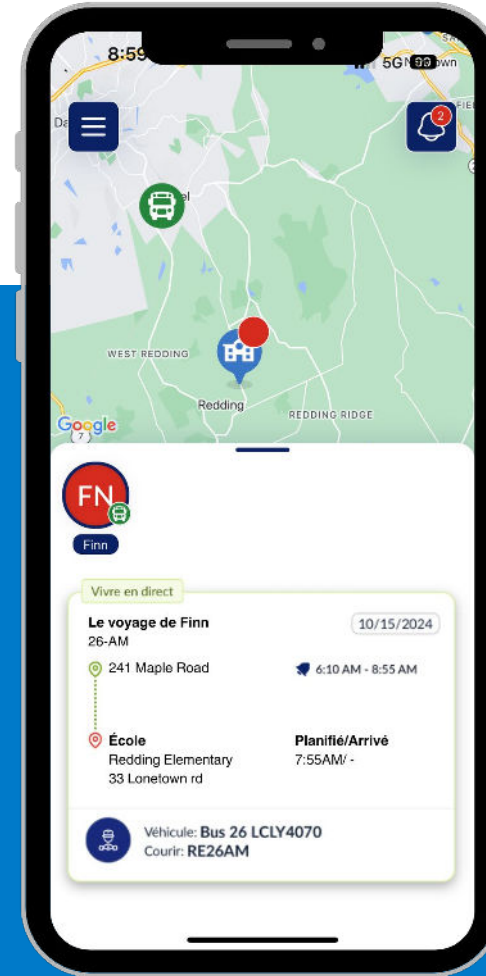 8:59
5G
2
WEST REDDING
Redding
REDDING RIDGE
Google
7
FN
Finn
Vivre en direct
Le voyage de Finn
10/15/2024
26-AM
241 Maple Road
6:10 AM - 8:55 AM
École
Planifié/Arrivé
Redding Elementary
7:55AM/ -
33 Lonetown rd
Véhicule: Bus 26 LCLY4070
Courir: RE26AM